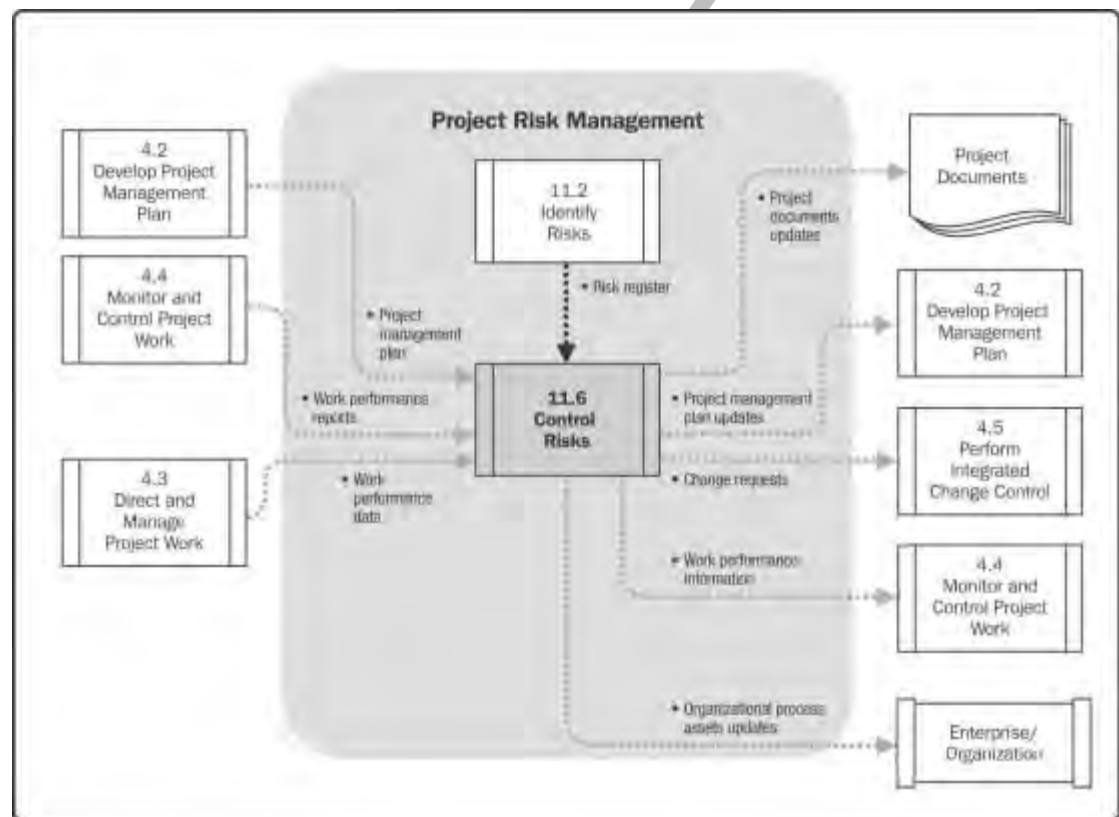 Project Risk Management
4.2
Develop Project
Management
Plan
4.4
Monitor and
Control Project
Work
4.3
Direct and
Manage
Project Work
11.2
Identify
Risks
• Risk register
• Project
management
plan
• Work performance
reports
• Work
performance
data
11.6
Control
Risks
• Project
documents
updates
• Project management
plan updates
• Change requests
• Work performance
information
• Organizational process
assets updates
Project
Documents
4.2
Develop Project
Management
Plan
4.5
Perform
Integrated
Change Control
4.4
Monitor and
Control Project
Work
Enterprise/
Organization